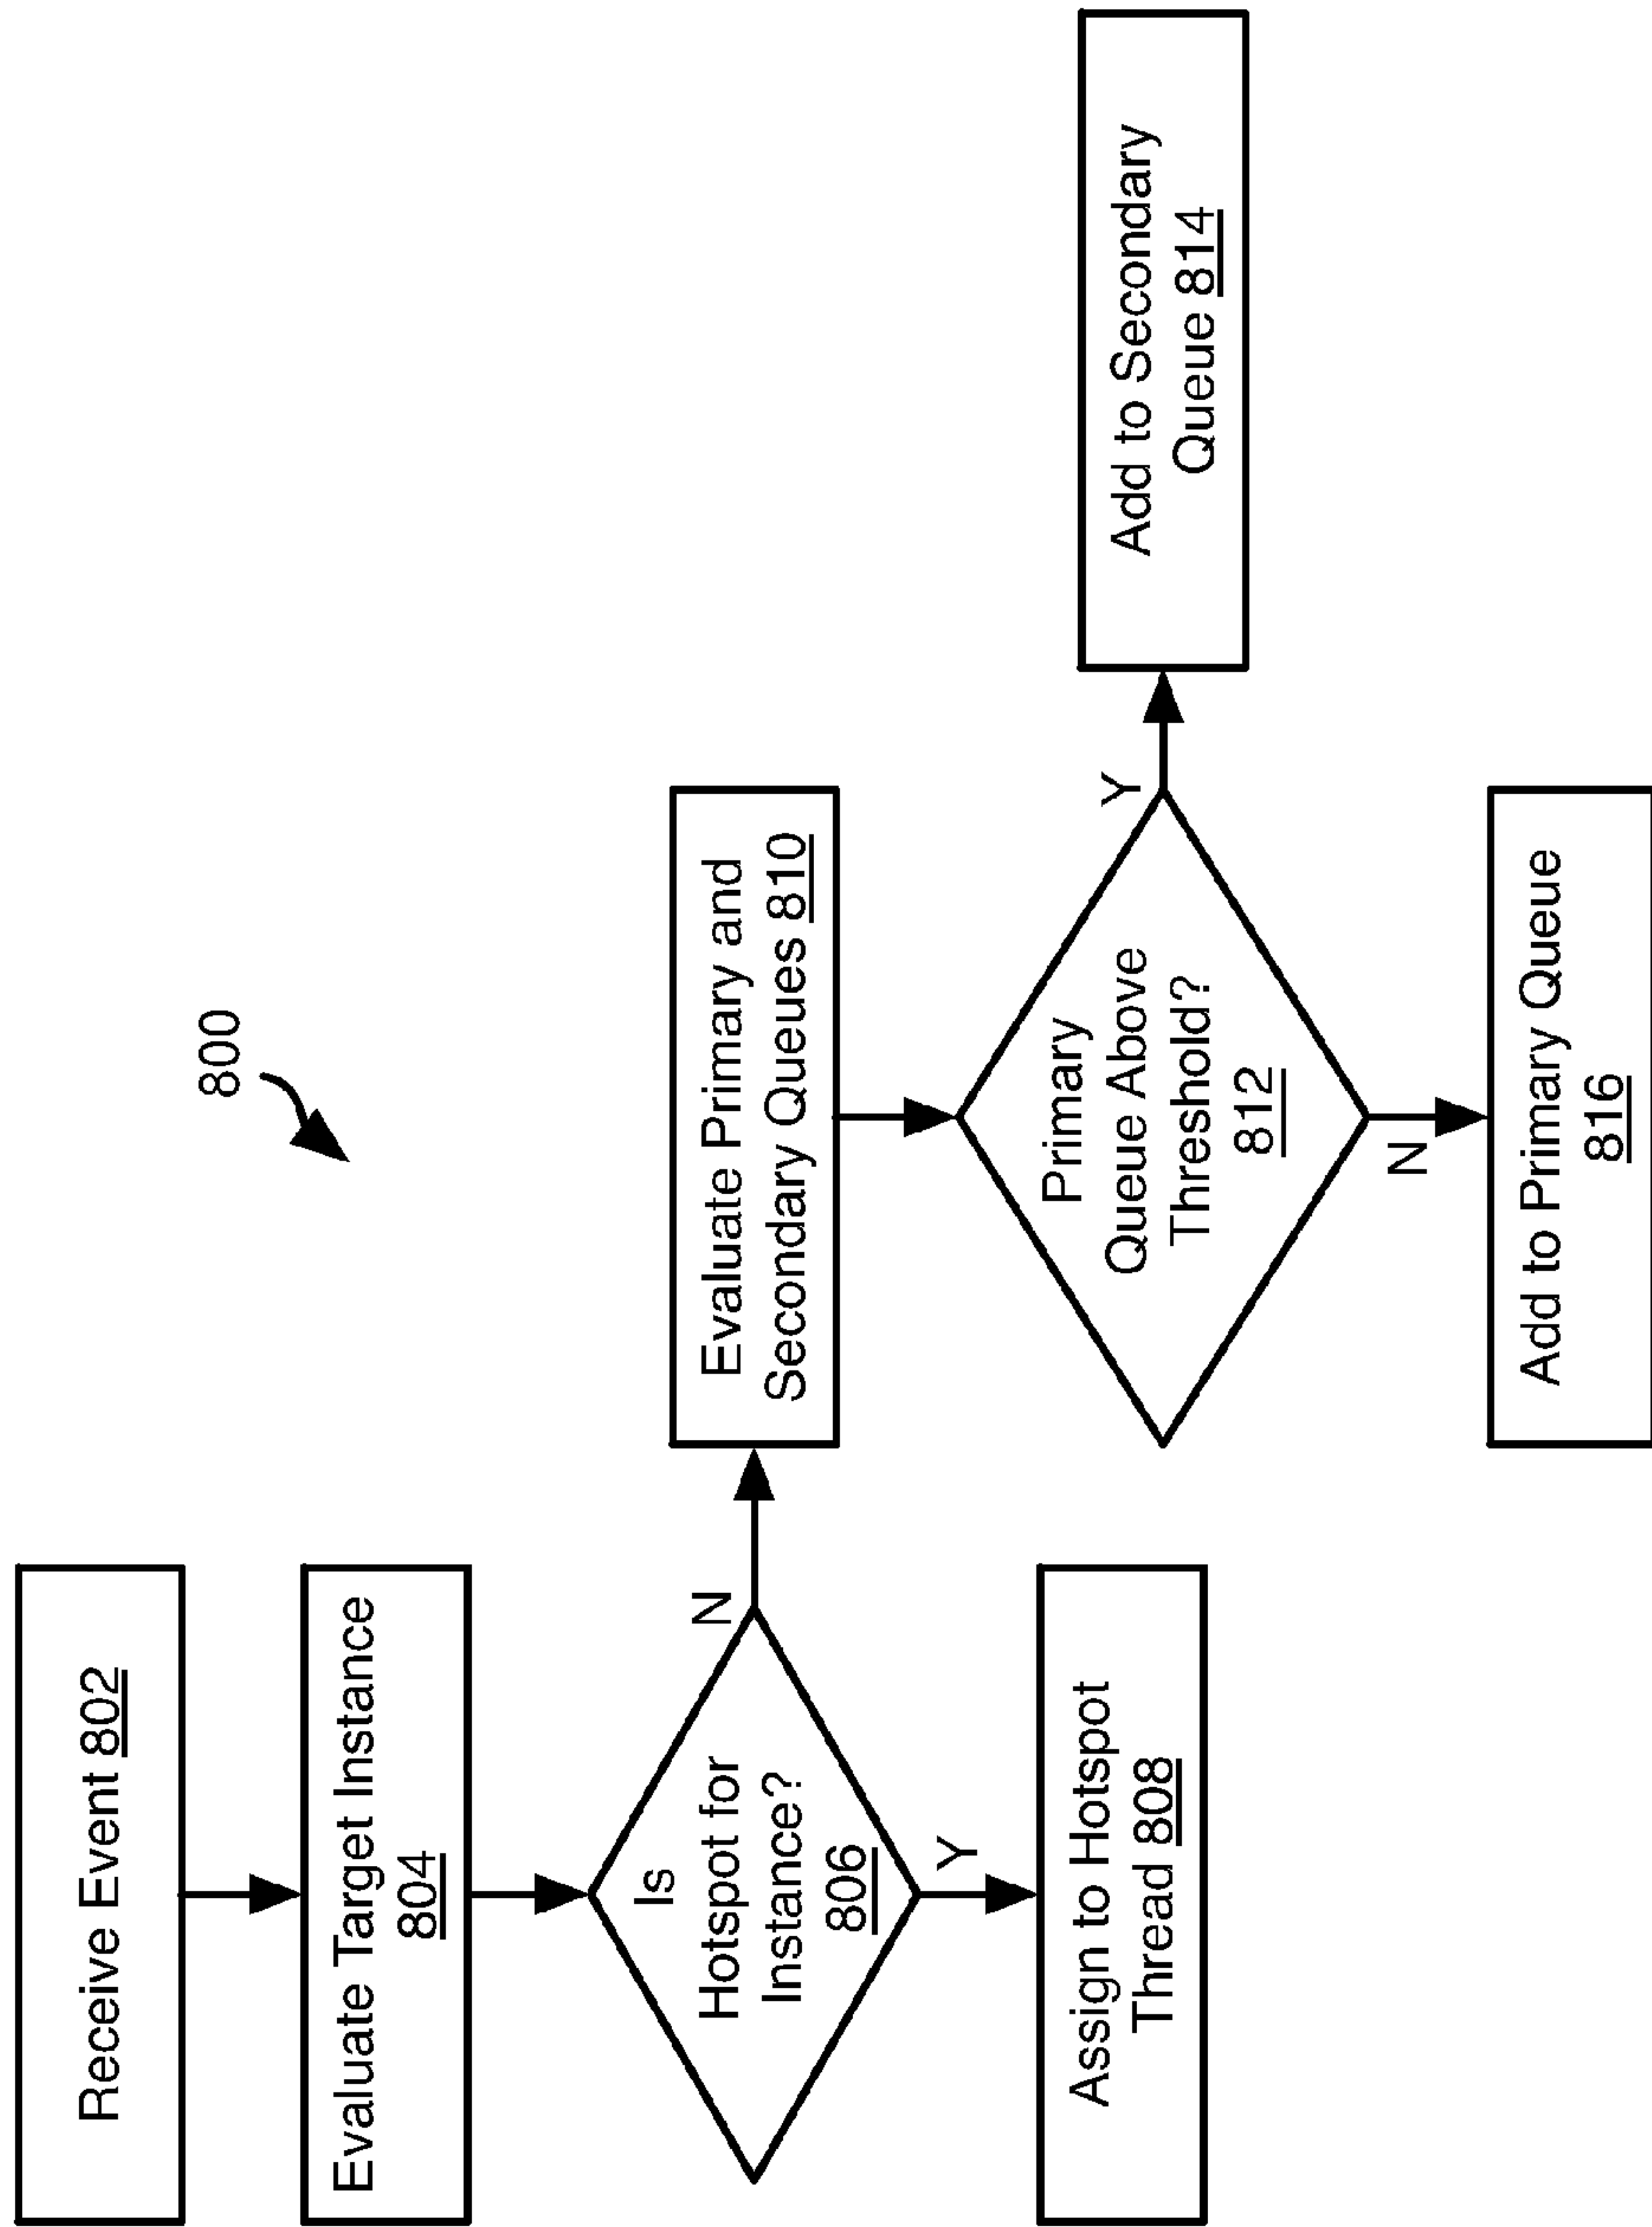 800
Receive Event 802
Evaluate Target Instance
804
Is
Hotspot for
Instance?
806
N
Y
Assign to Hotspot
Thread 808
Evaluate Primary and
Secondary Queues 810
Primary
Queue Above
Threshold?
812
Y
N
Add to Secondary
Queue 814
Add to Primary Queue
816